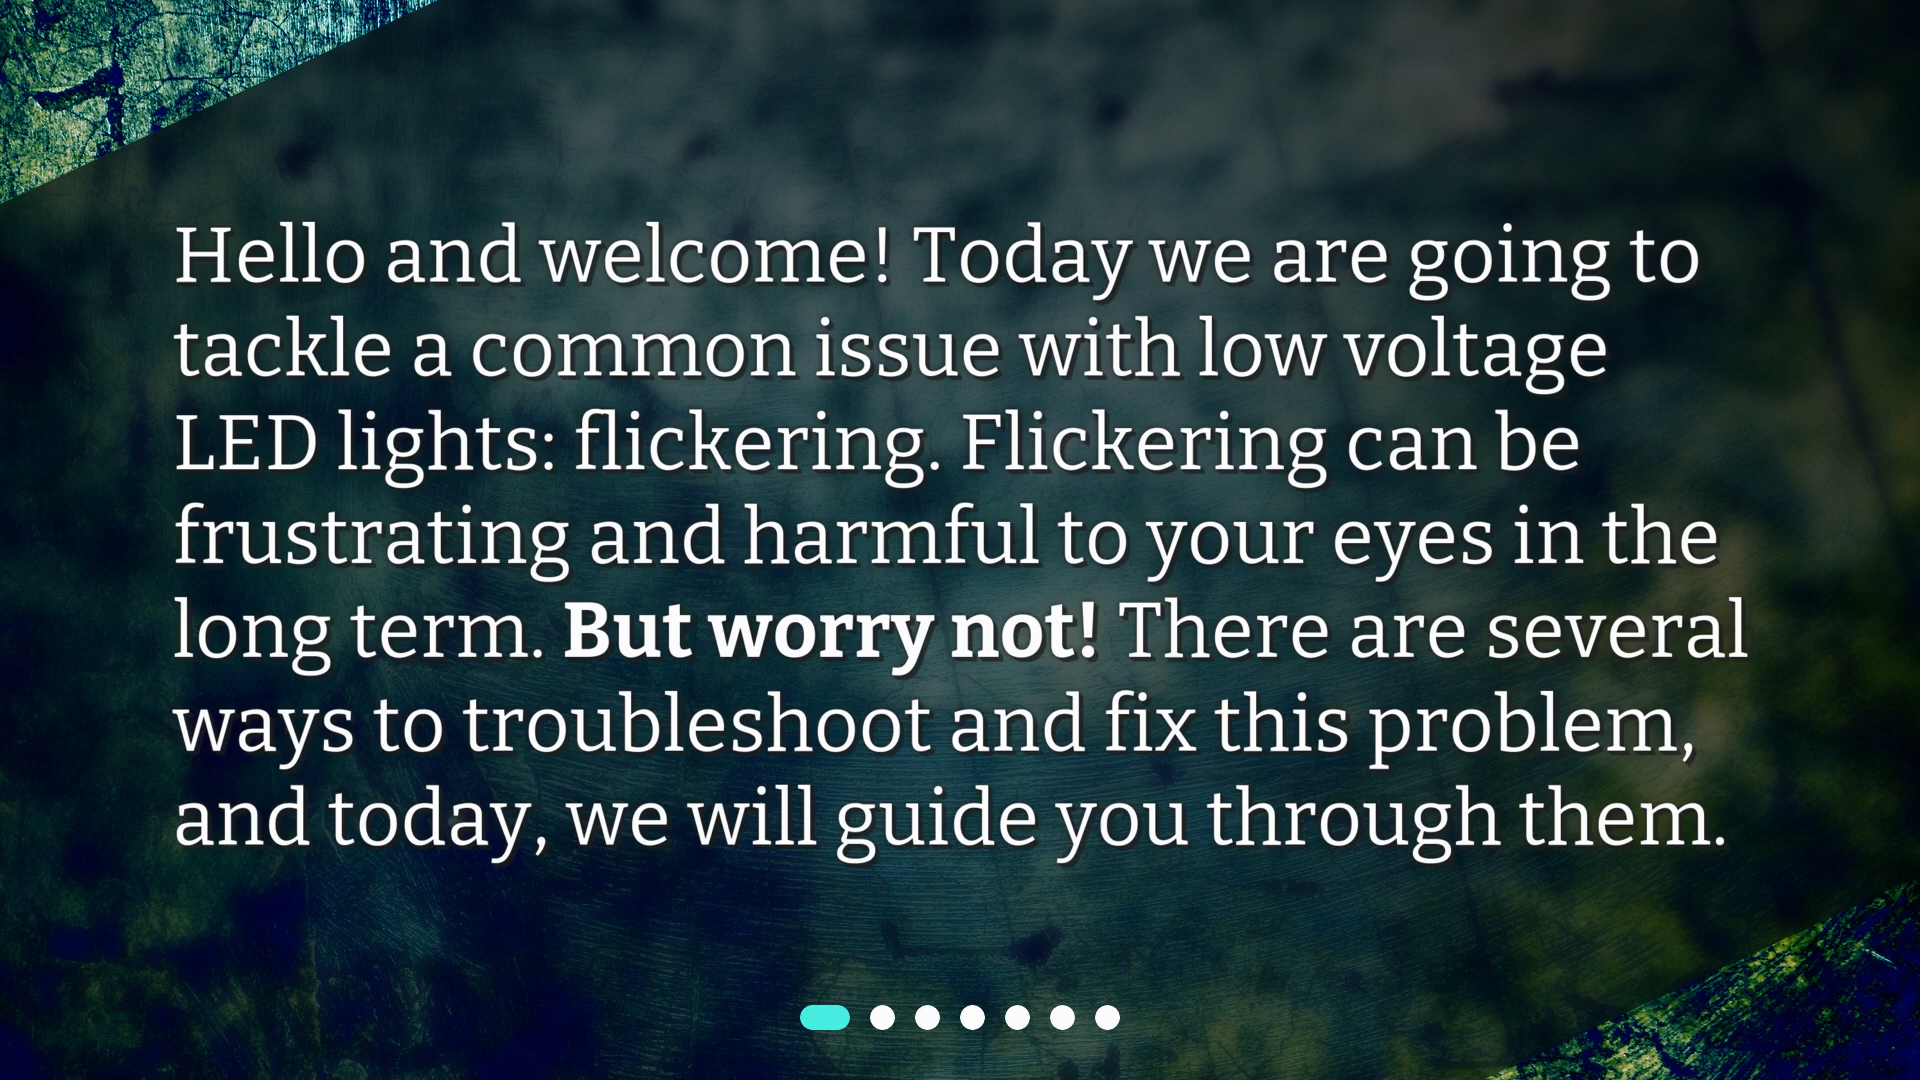 Hello and welcome! Today we are going to
tackle a common issue with low voltage
LED lights: flickering. Flickering can be
frustrating and harmful to your eyes in the
long term. But worry not! There are several
ways to troubleshoot and fix this problem,
and today, we will guide you through them.